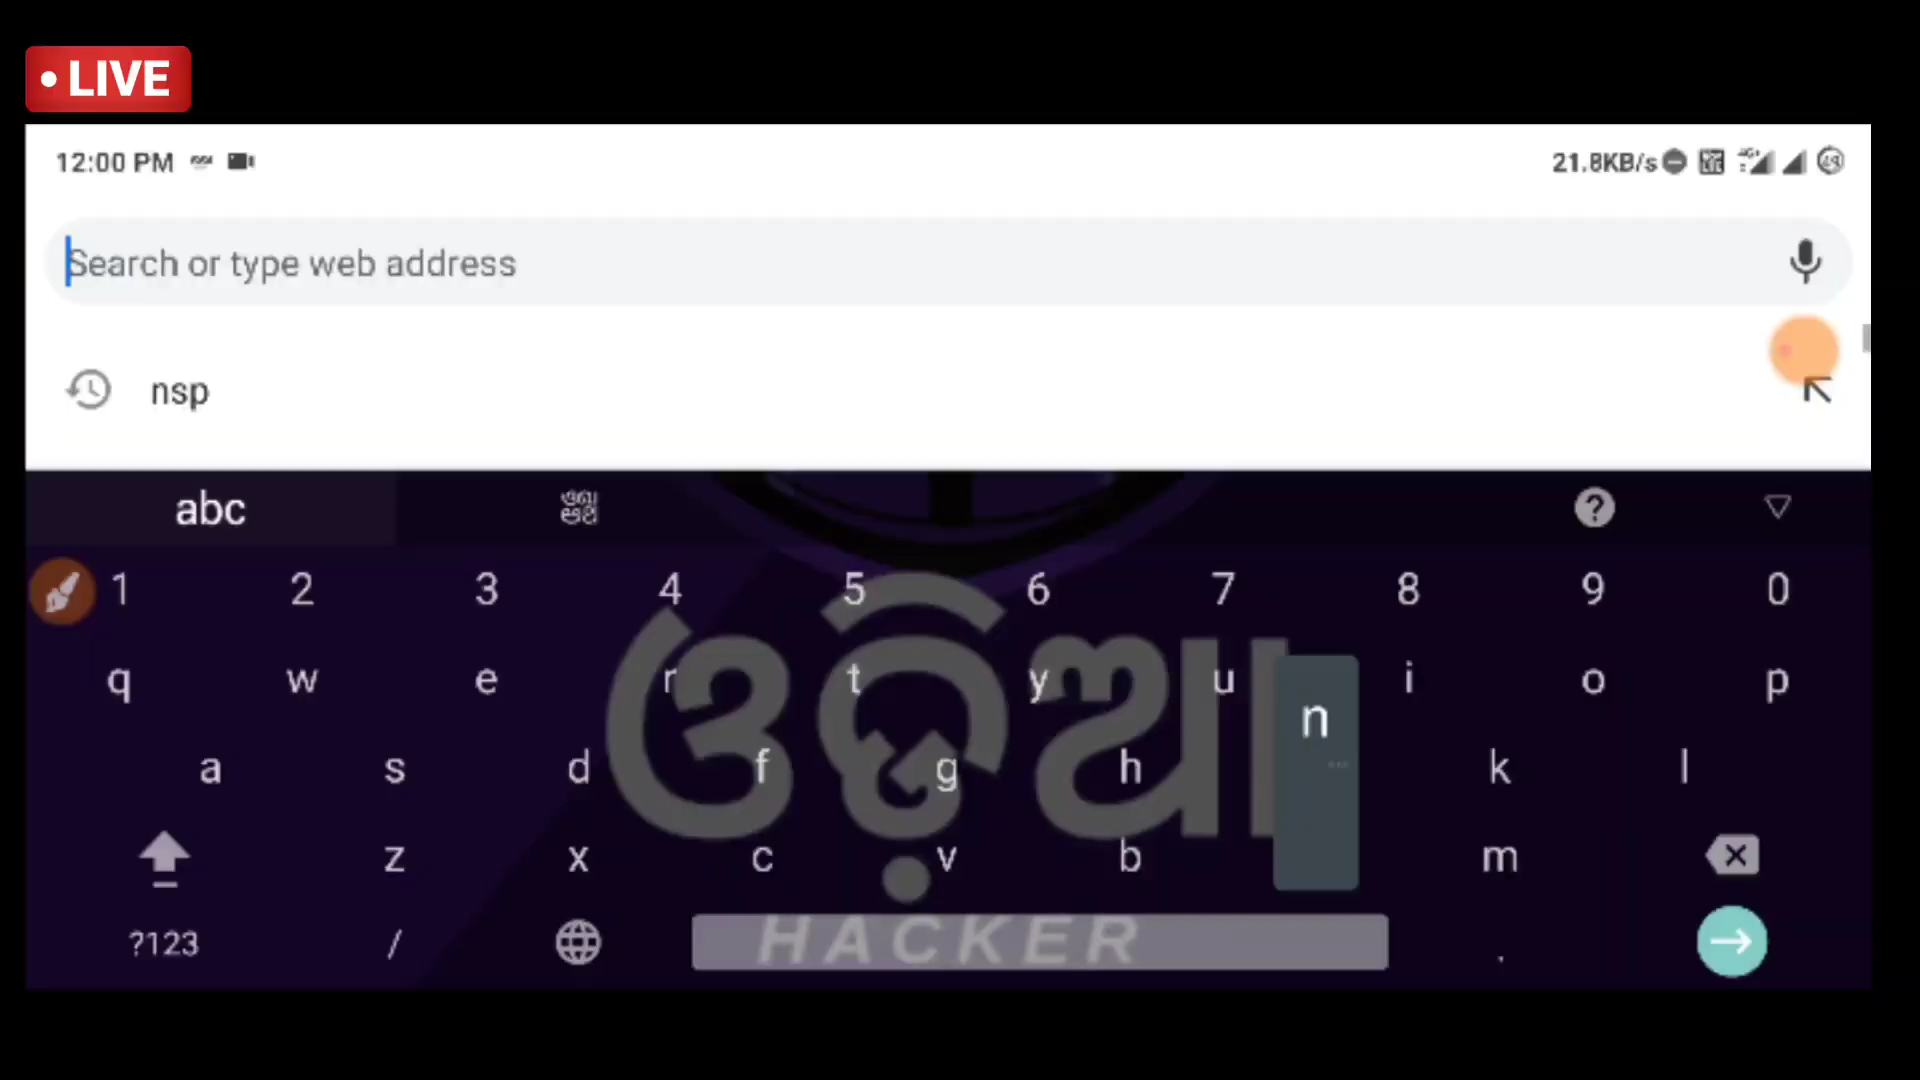 • LIVE
12:00 PM
21.8KB/s
Search or type web address
nsp
abc
1 2 3 4 5 6 7 8 9 0
q w e r t y u i o p
a s d f g h k l
n
z x c v b m
?123 / .
ଓଡ଼ିଆ
HACKER